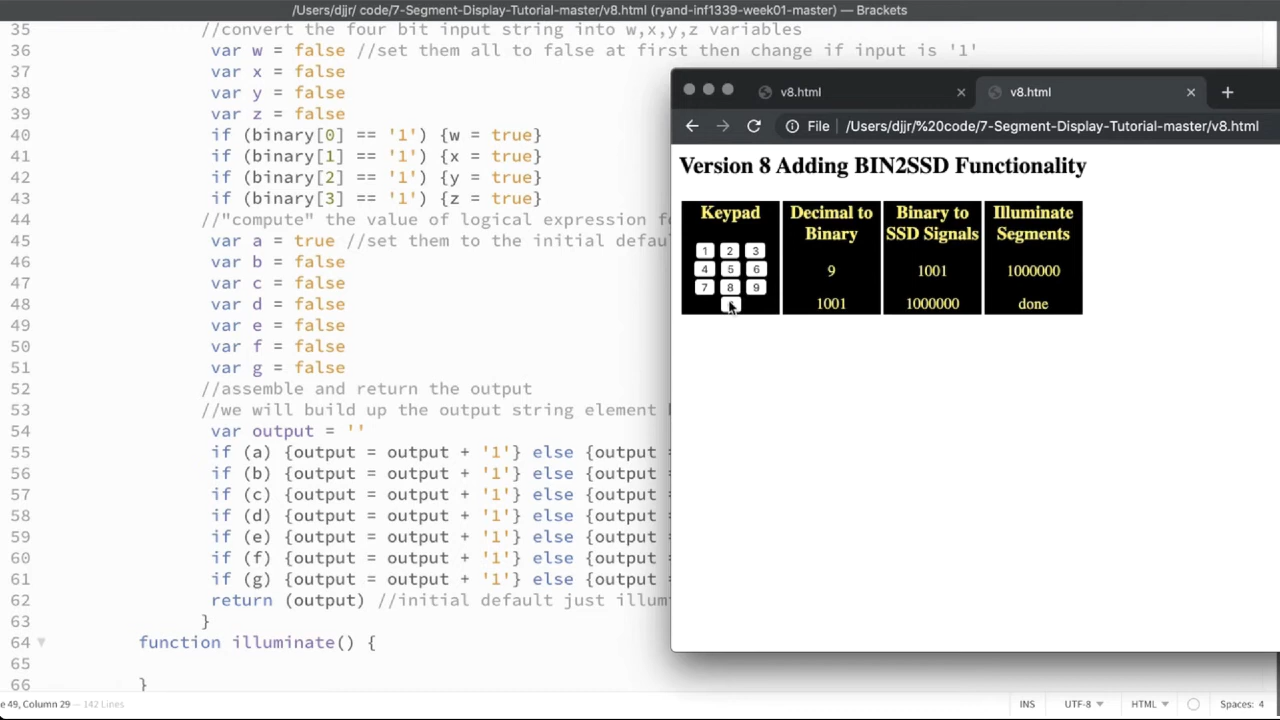 /Users/djjr/ code/7-Segment-Display-Tutorial-master/v8.html (ryand-inf1339-week01-master) — Brackets
35 //convert the four bit input string into w,x,y,z variables
36 var w = false //set them all to false at first then change if input is '1'
37 var x = false
38 var y = false
39 var z = false
40 if (binary[0] == '1') {w = true}
41 if (binary[1] == '1') {x = true}
42 if (binary[2] == '1') {y = true}
43 if (binary[3] == '1') {z = true}
44 //"compute" the value of logical expression
45 var a = true //set them to the initial
46 var b = false
47 var c = false
48 var d = false
49 var e = false
50 var f = false
51 var g = false
52 //assemble and return the output
53 //we will build up the output string element
54 var output = ''
55 if (a) {output = output + '1'} else {output =
56 if (b) {output = output + '1'} else {output =
57 if (c) {output = output + '1'} else {output =
58 if (d) {output = output + '1'} else {output =
59 if (e) {output = output + '1'} else {output =
60 if (f) {output = output + '1'} else {output =
61 if (g) {output = output + '1'} else {output =
62 return (output) //initial default just
63 }
64 function illuminate() {
65
66 }
e 49, Column 29 — 142 Lines
INS UTF-8 HTML Spaces: 4
v8.html v8.html
File /Users/djjr/%20code/7-Segment-Display-Tutorial-master/v8.html
Version 8 Adding BIN2SSD Functionality
Keypad Decimal to Binary Binary to SSD Signals Illuminate Segments
1 2 3
4 5 6
7 8 9
9 1001 1000000
1001 1000000 done